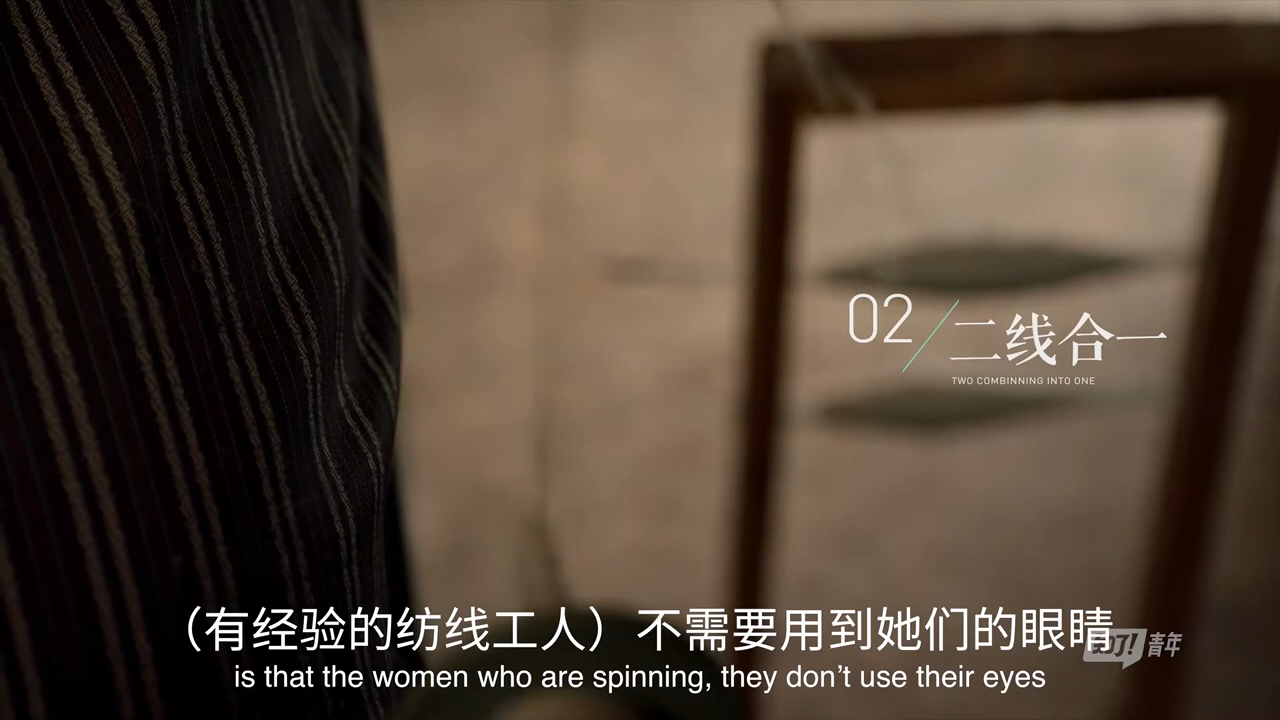 02 二线合一
TWO COMBINNING INTO ONE
（有经验的纺线工人）不需要用到她们的眼睛
is that the women who are spinning, they don't use their eyes
青年